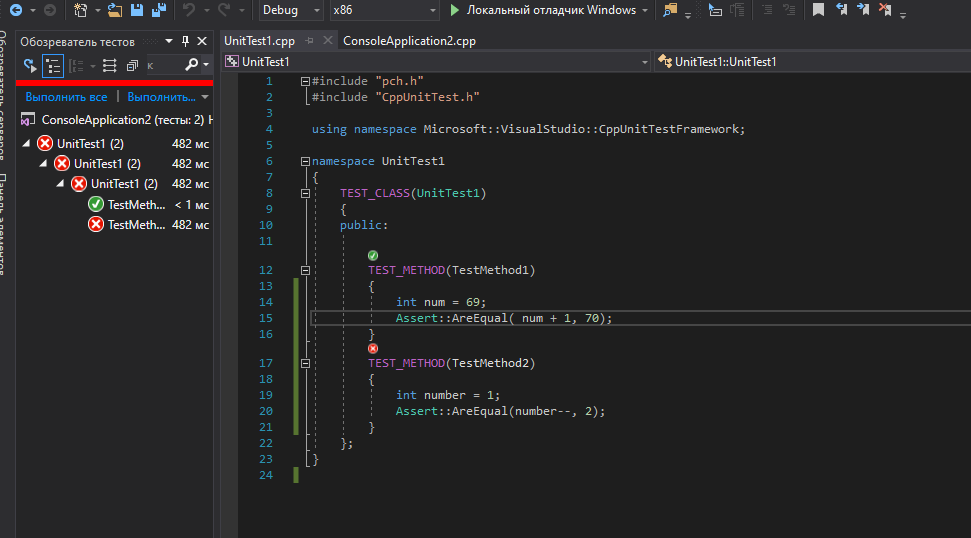 Debug
x86
Локальный отладчик Windows
Обозреватель тестов
UnitTest1.cpp
ConsoleApplication2.cpp
к
UnitTest1
UnitTest1::UnitTest1
Выполнить все | Выполнить...
ConsoleApplication2 (тесты: 2)
UnitTest1 (2) 482 мс
UnitTest1 (2) 482 мс
UnitTest1 (2) 482 мс
TestMeth... < 1 мс
TestMeth... 482 мс
Обозреватель серверов
Панель элементов
1 #include "pch.h"
2 #include "CppUnitTest.h"
3
4 using namespace Microsoft::VisualStudio::CppUnitTestFramework;
5
6 namespace UnitTest1
7 {
8 TEST_CLASS(UnitTest1)
9 {
10 public:
11
12 TEST_METHOD(TestMethod1)
13 {
14 int num = 69;
15 Assert::AreEqual( num + 1, 70);
16 }
17 TEST_METHOD(TestMethod2)
18 {
19 int number = 1;
20 Assert::AreEqual(number--, 2);
21 }
22 };
23 }
24